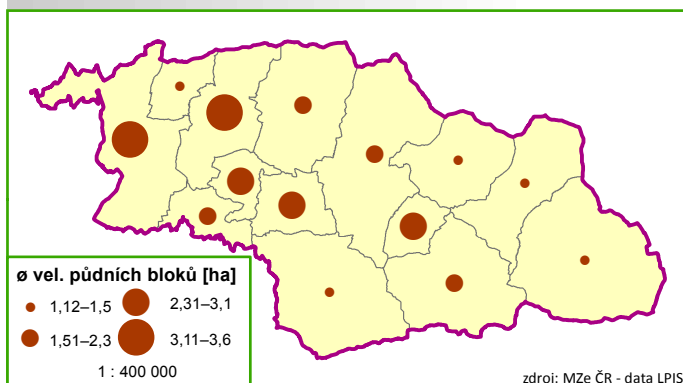 ø vel. půdních bloků [ha]
1,12–1,5
2,31–3,1
1,51–2,3
3,11–3,6
1 : 400 000
zdroj: MZe ČR - data LPIS